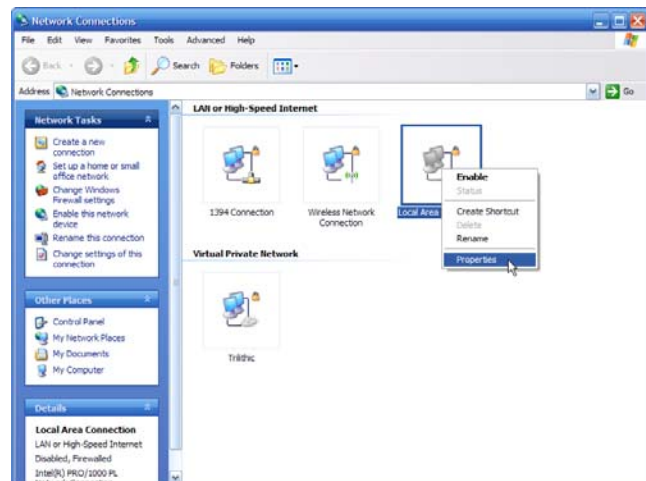 Network Connections
File Edit View Favorites Tools Advanced Help
Back Search Folders
Address Network Connections Go
Network Tasks
Create a new
connection
Set up a home or small
office network
Change Windows
Firewall settings
Enable this network
device
Rename this connection
Change settings of this
connection
Other Places
Control Panel
My Network Places
My Documents
My Computer
Details
Local Area Connection
LAN or High-Speed Internet
Disabled, Firewalled
Intel(R) PRO/1000 PL
LAN or High-Speed Internet
1394 Connection
Wireless Network
Connection
Local Area
Enable
Status
Create Shortcut
Delete
Rename
Properties
Virtual Private Network
Trilithic